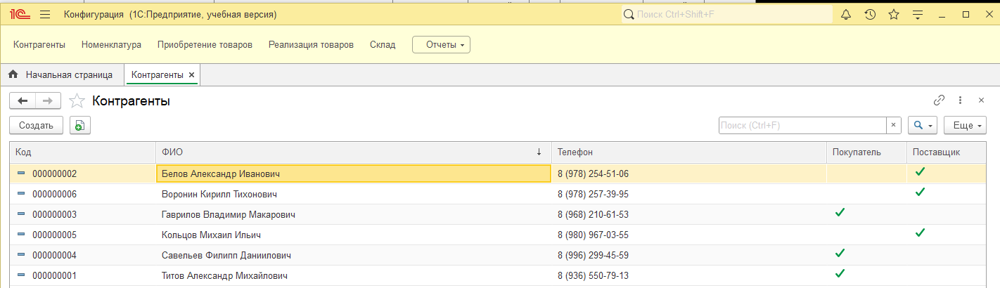 1С Конфигурация (1С:Предприятие, учебная версия) Поиск Ctrl+Shift+F
Контрагенты Номенклатура Приобретение товаров Реализация товаров Склад Отчеты
Начальная страница Контрагенты
Контрагенты
Создать Поиск (Ctrl+F) Еще
Код ФИО Телефон Покупатель Поставщик
000000002 Белов Александр Иванович 8 (978) 254-51-06
000000006 Воронин Кирилл Тихонович 8 (978) 257-39-95
000000003 Гаврилов Владимир Макарович 8 (968) 210-61-53
000000005 Кольцов Михаил Ильич 8 (980) 967-03-55
000000004 Савельев Филипп Даниилович 8 (996) 299-45-59
000000001 Титов Александр Михайлович 8 (936) 550-79-13